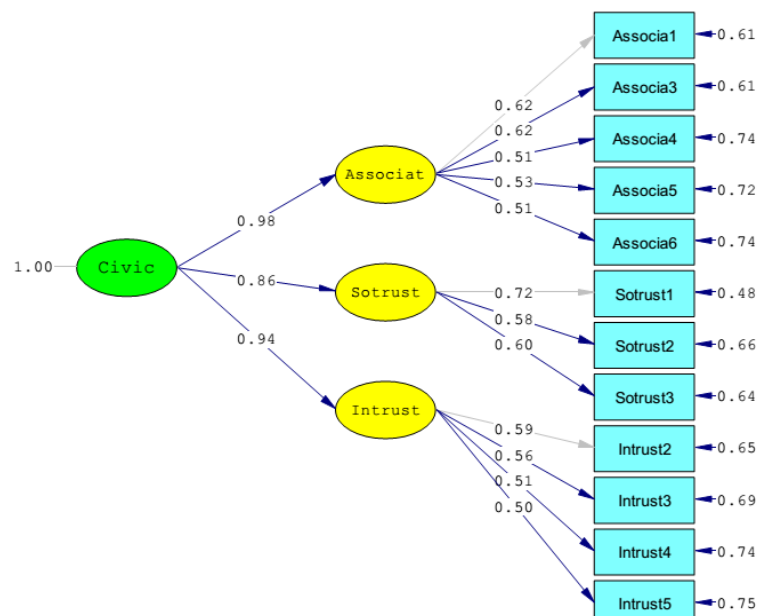 Associa1
0.61
Associa3
0.61
0.62
0.62
Associa4
0.74
0.51
Associat
0.53
Associa5
0.72
0.51
0.98
Associa6
0.74
1.00
Civic
0.86
Sotrust
0.72
Sotrust1
0.48
0.58
0.94
0.60
Sotrust2
0.66
Sotrust3
0.64
Intrust
0.59
Intrust2
0.65
0.56
0.51
Intrust3
0.69
0.50
Intrust4
0.74
Intrust5
0.75